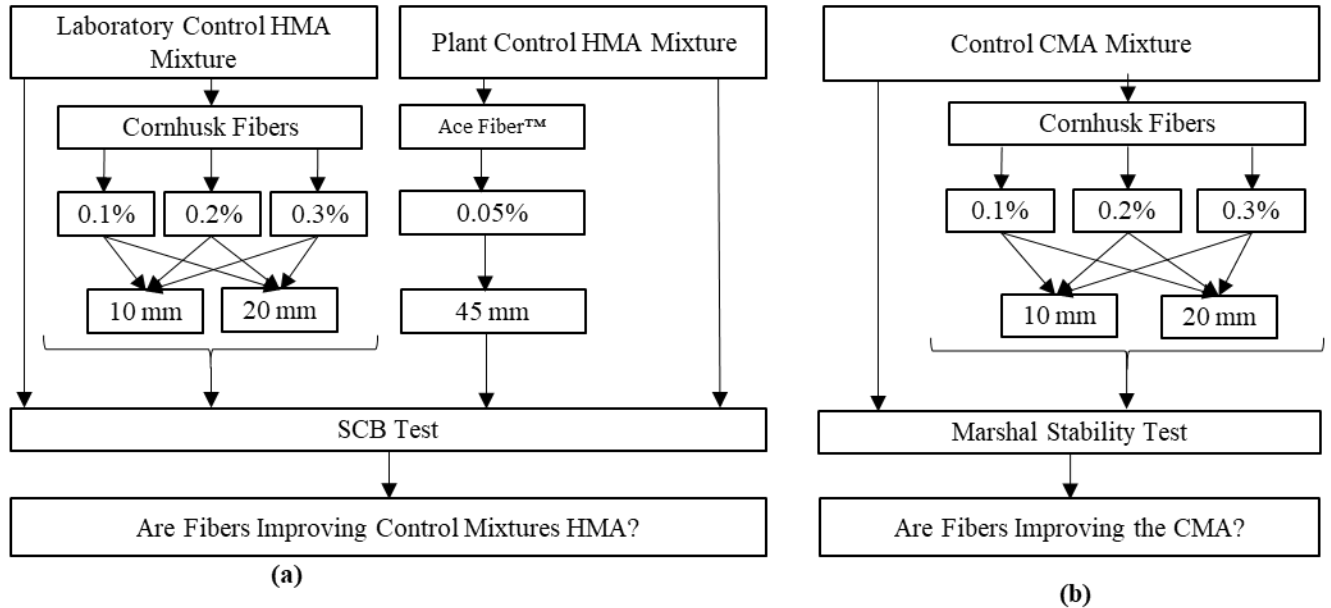 Laboratory Control HMA
Mixture
Plant Control HMA Mixture
Cornhusk Fibers
Ace Fiber™
0.1%
0.2%
0.3%
0.05%
10 mm
20 mm
45 mm
SCB Test
Are Fibers Improving Control Mixtures HMA?
(a)
Control CMA Mixture
Cornhusk Fibers
0.1%
0.2%
0.3%
10 mm
20 mm
Marshal Stability Test
Are Fibers Improving the CMA?
(b)